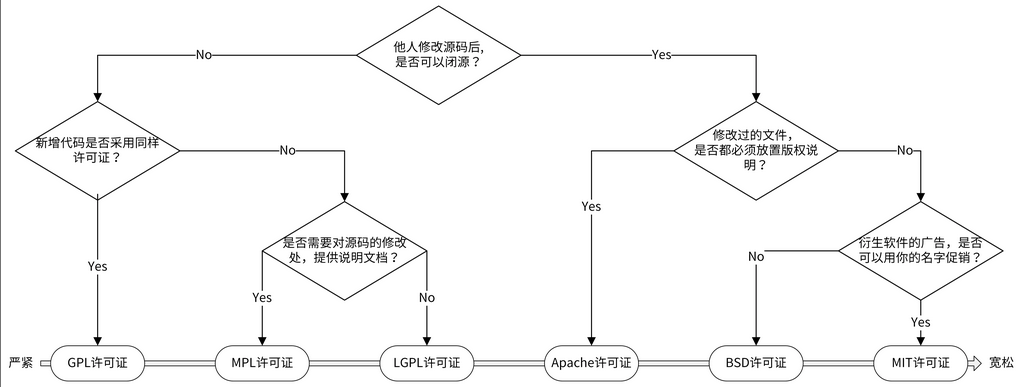 他人修改源码后,
是否可以闭源？
No
Yes
新增代码是否采用同样
许可证？
修改过的文件，
是否都必须放置版权说
明？
No
No
Yes
是否需要对源码的修改
处，提供说明文档？
衍生软件的广告，是否
可以用你的名字促销？
Yes
No
Yes
No
Yes
严紧
GPL许可证
MPL许可证
LGPL许可证
Apache许可证
BSD许可证
MIT许可证
宽松